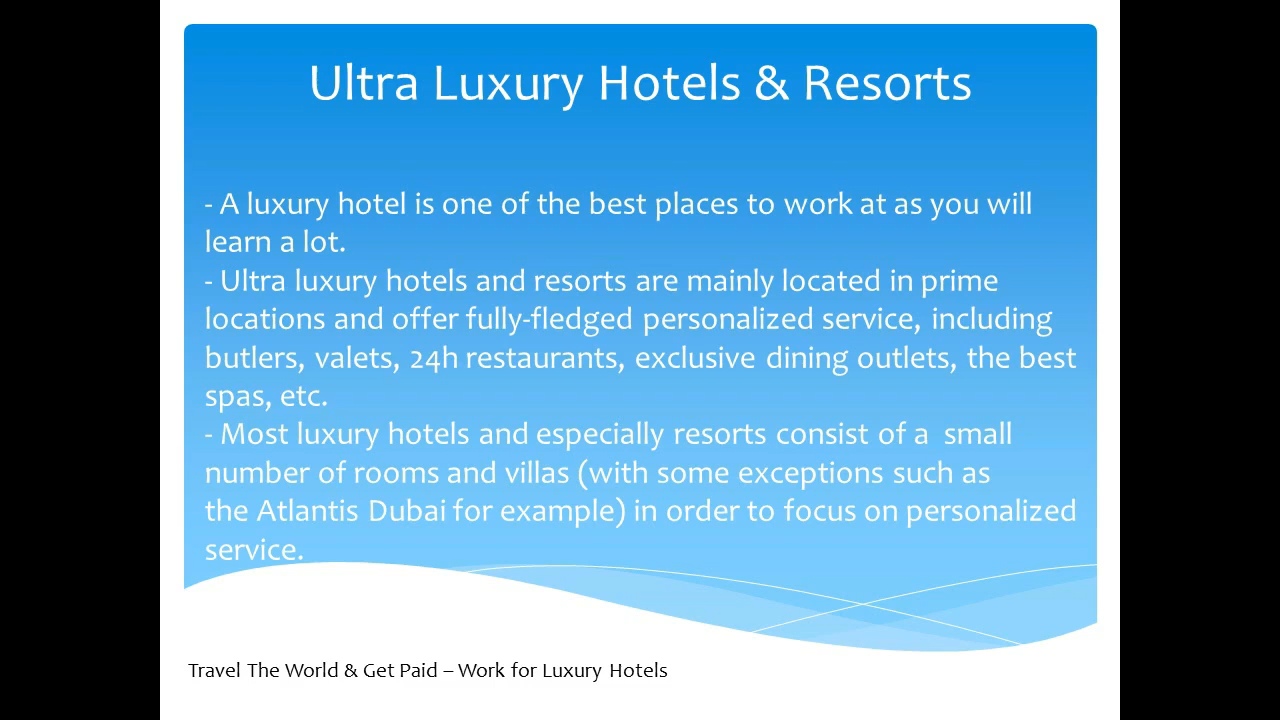 Ultra Luxury Hotels & Resorts
- A luxury hotel is one of the best places to work at as you will
learn a lot.
- Ultra luxury hotels and resorts are mainly located in prime
locations and offer fully-fledged personalized service, including
butlers, valets, 24h restaurants, exclusive dining outlets, the best
spas, etc.
- Most luxury hotels and especially resorts consist of a  small
number of rooms and villas (with some exceptions such as
the Atlantis Dubai for example) in order to focus on personalized
service.
Travel The World & Get Paid – Work for Luxury Hotels